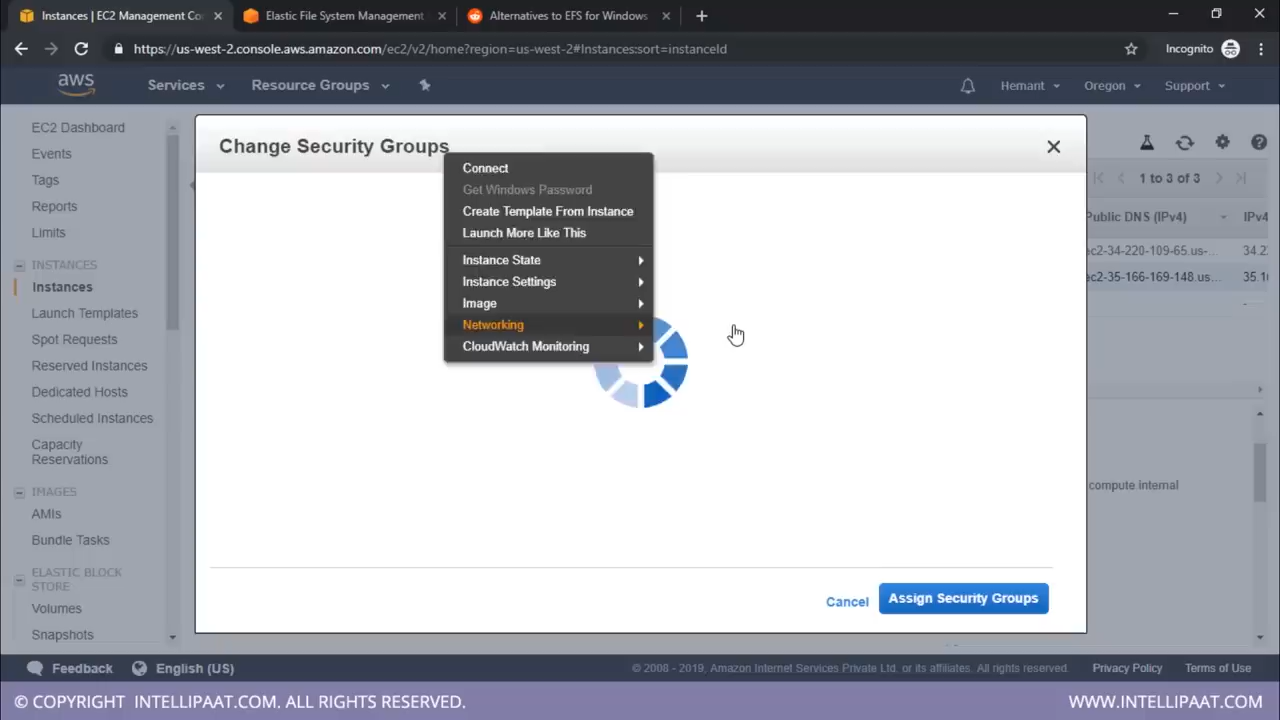 Instances | EC2 Management Co
Elastic File System Management
Alternatives to EFS for Windows
https://us-west-2.console.aws.amazon.com/ec2/v2/home?region=us-west-2#Instances:sort=instanceId
Incognito
aws
Services
Resource Groups
Hemant
Oregon
Support
EC2 Dashboard
Events
Tags
Reports
Limits
INSTANCES
Instances
Launch Templates
Spot Requests
Reserved Instances
Dedicated Hosts
Scheduled Instances
Capacity
Reservations
IMAGES
AMIs
Bundle Tasks
ELASTIC BLOCK
STORE
Volumes
Snapshots
Change Security Groups
Connect
Get Windows Password
Create Template From Instance
Launch More Like This
Instance State
Instance Settings
Image
Networking
CloudWatch Monitoring
Cancel
Assign Security Groups
1 to 3 of 3
Public DNS (IPv4)
IPv4
ec2-34-220-109-65.us-...
34.2
ec2-35-166-169-148.us...
35.16
-
compute internal
Feedback
English (US)
© 2008 - 2019, Amazon Internet Services Private Ltd. or its affiliates. All rights reserved.
Privacy Policy
Terms of Use
© COPYRIGHT INTELLIPAAT.COM. ALL RIGHTS RESERVED.
WWW.INTELLIPAAT.COM